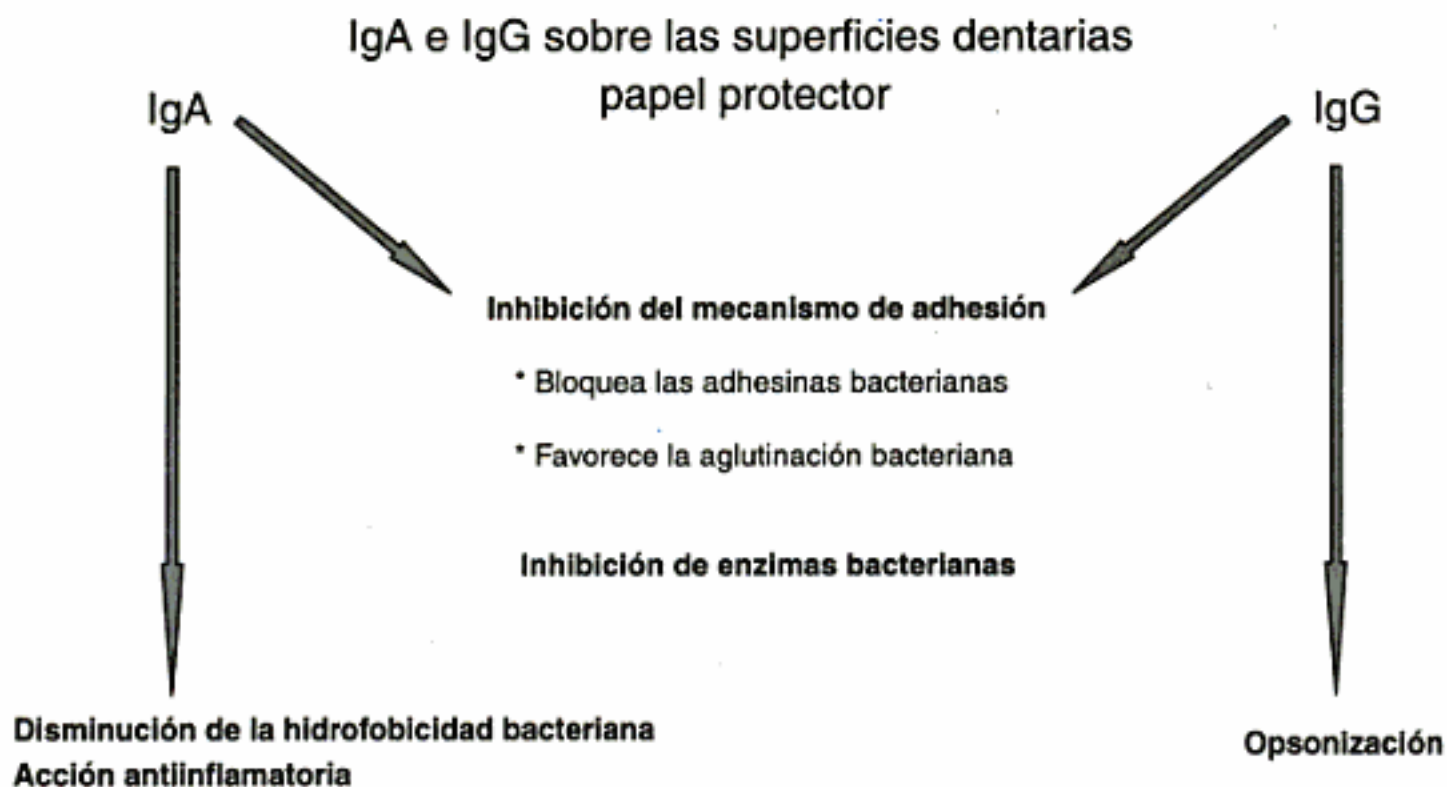 IgA e IgG sobre las superficies dentarias
papel protector
IgA
IgG
Inhibición del mecanismo de adhesión
* Bloquea las adhesinas bacterianas
* Favorece la aglutinación bacteriana
Inhibición de enzimas bacterianas
Disminución de la hidrofobicidad bacteriana
Acción antiinflamatoria
Opsonización